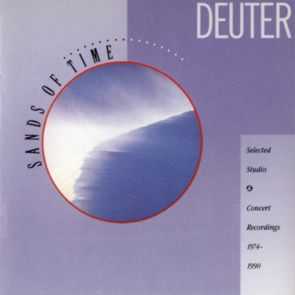 DEUTER
SANDS OF TIME
Selected
Studio
&
Concert
Recordings
1974-
1990